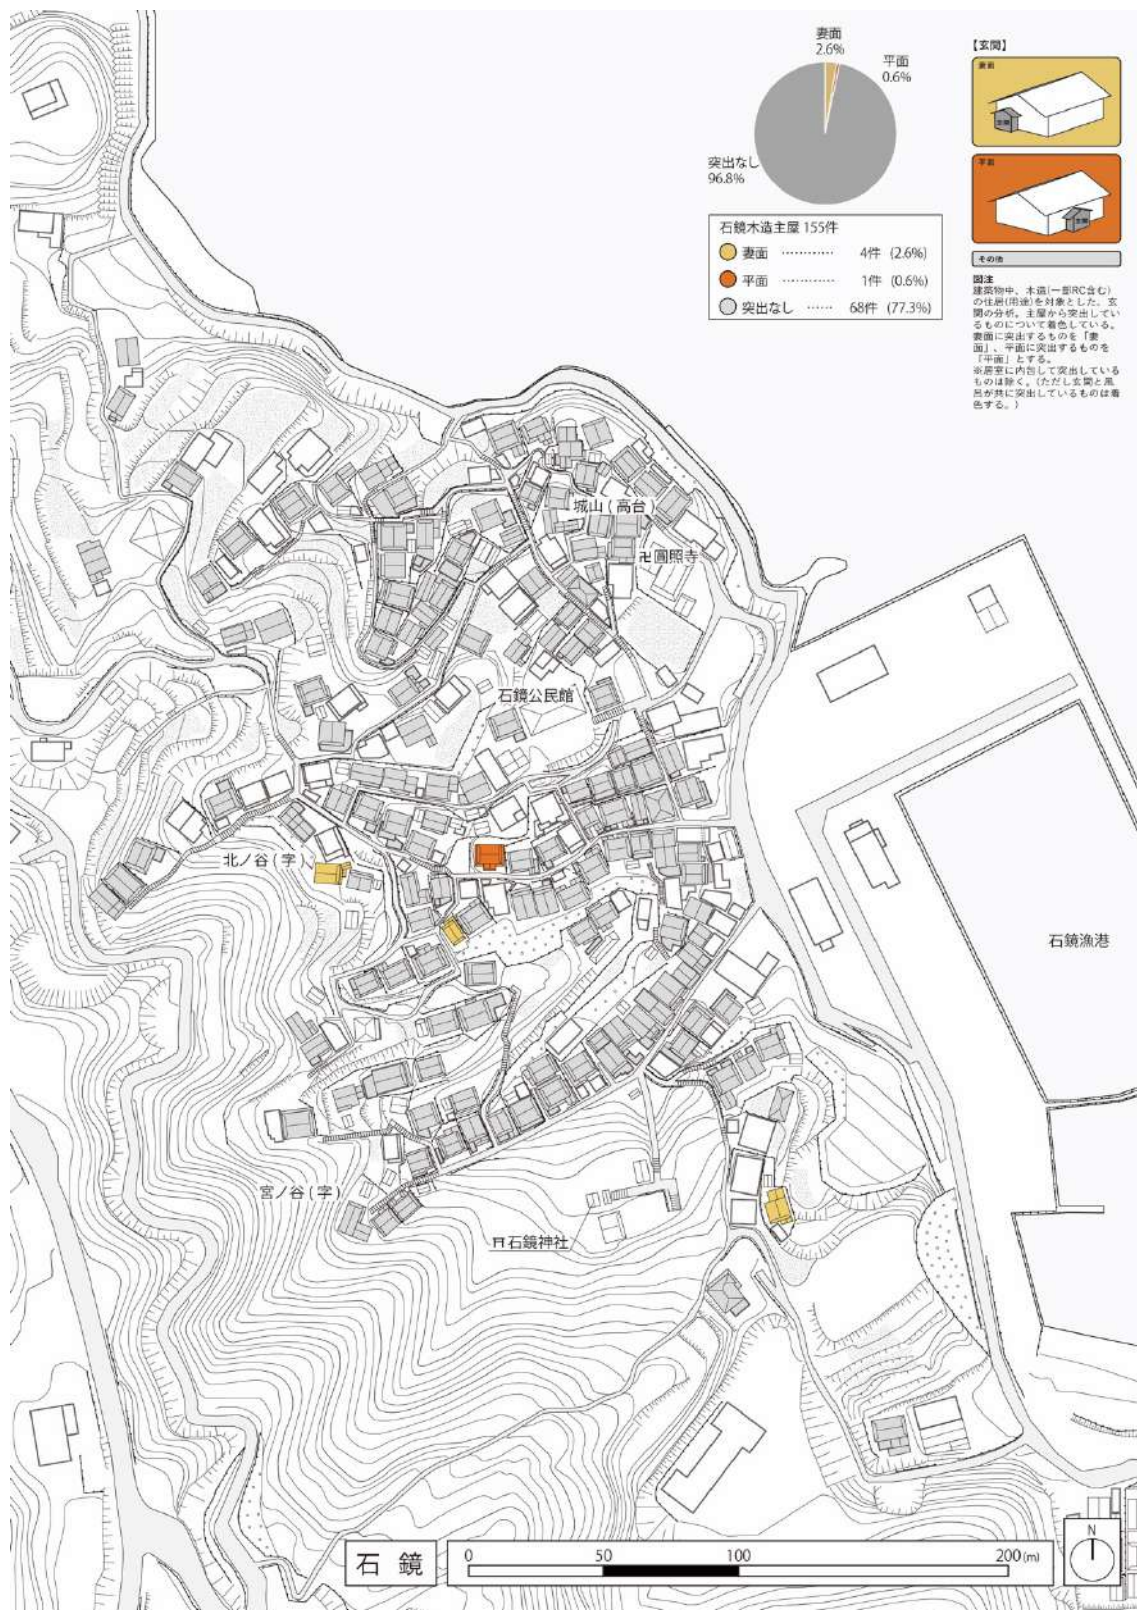 妻面
2.6%
平面
0.6%
突出なし
96.8%
石鏡木造主屋 155件
妻面 ············ 4件 (2.6%)
平面 ············ 1件 (0.6%)
突出なし ······ 68件 (77.3%)
【玄関】
妻面
玄関
平面
玄関
その他
図注
建築物中、木造(一部RC含む)
の住居(用途)を対象とした。玄
関の分析。主屋から突出してい
るものについて着色している。
妻面に突出するものを「妻
面」、平面に突出するものを
「平面」とする。
※居室に内包して突出している
ものは除く。(ただし玄関と風
呂が共に突出しているものは着
色する。)
城山(高台)
卍圓照寺
石鏡公民館
北ノ谷(字)
石鏡漁港
宮ノ谷(字)
石鏡神社
石 鏡
0 50 100 200(m)
N